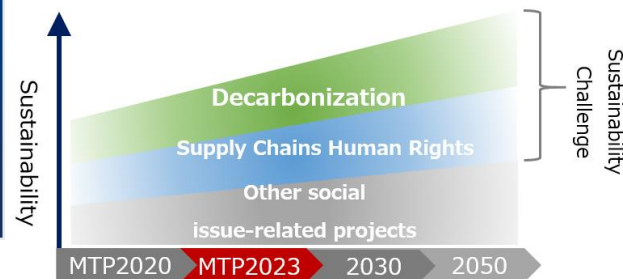 Sustainability
Decarbonization
Supply Chains Human Rights
Other social
issue-related projects
Sustainability
Challenge
MTP2020
MTP2023
2030
2050